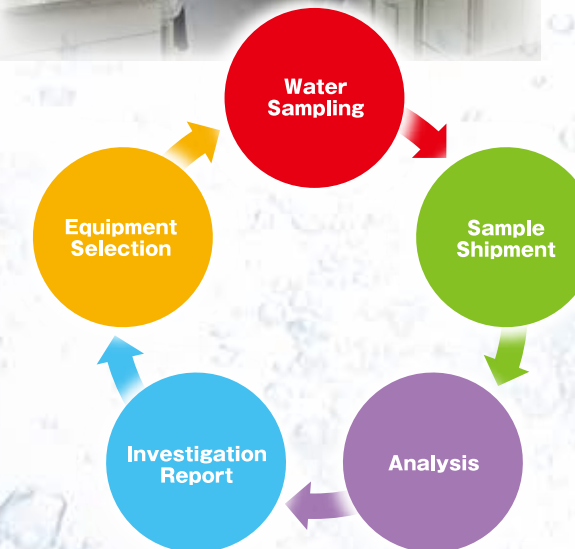 Water
Sampling
Equipment
Selection
Sample
Shipment
Investigation
Report
Analysis